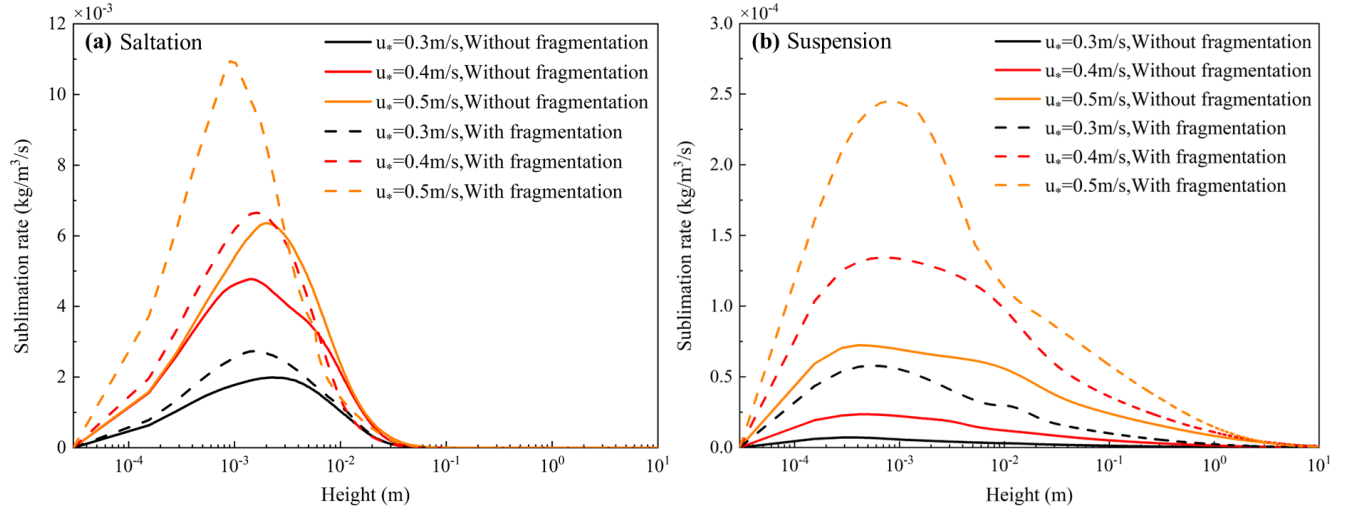 ×10⁻³
(a) Saltation
u*=0.3m/s,Without fragmentation
u*=0.4m/s,Without fragmentation
u*=0.5m/s,Without fragmentation
u*=0.3m/s,With fragmentation
u*=0.4m/s,With fragmentation
u*=0.5m/s,With fragmentation
12
10
8
6
4
2
0
Sublimation rate (kg/m³/s)
10⁻⁴ 10⁻³ 10⁻² 10⁻¹ 10⁰ 10¹
Height (m)
×10⁻⁴
(b) Suspension
u*=0.3m/s,Without fragmentation
u*=0.4m/s,Without fragmentation
u*=0.5m/s,Without fragmentation
u*=0.3m/s,With fragmentation
u*=0.4m/s,With fragmentation
u*=0.5m/s,With fragmentation
3.0
2.5
2.0
1.5
1.0
0.5
0.0
Sublimation rate (kg/m³/s)
10⁻⁴ 10⁻³ 10⁻² 10⁻¹ 10⁰ 10¹
Height (m)